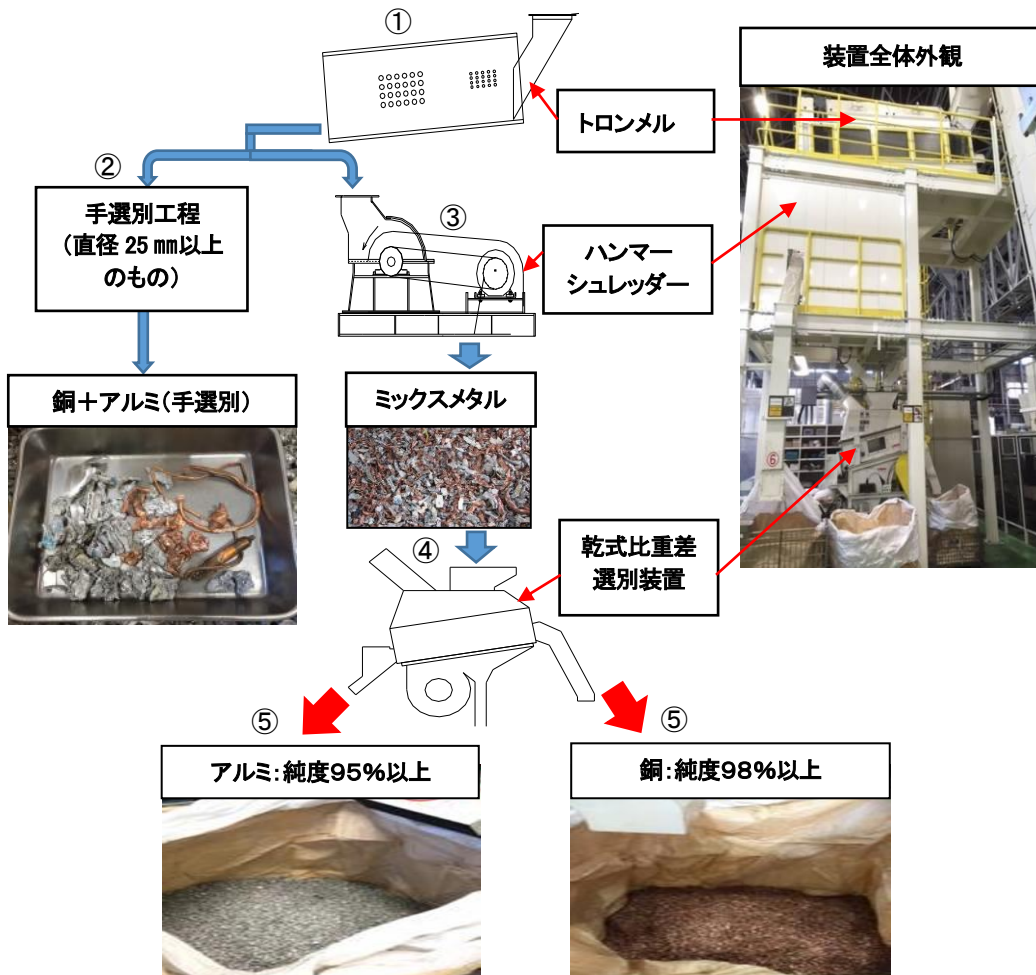 ①
装置全体外観
トロンメル
②
手選別工程
（直径 25 ㎜以上
のもの）
③
ハンマー
シュレッダー
銅＋アルミ（手選別）
ミックスメタル
④
乾式比重差
選別装置
⑤
⑤
アルミ：純度95％以上
銅：純度98％以上
⑥